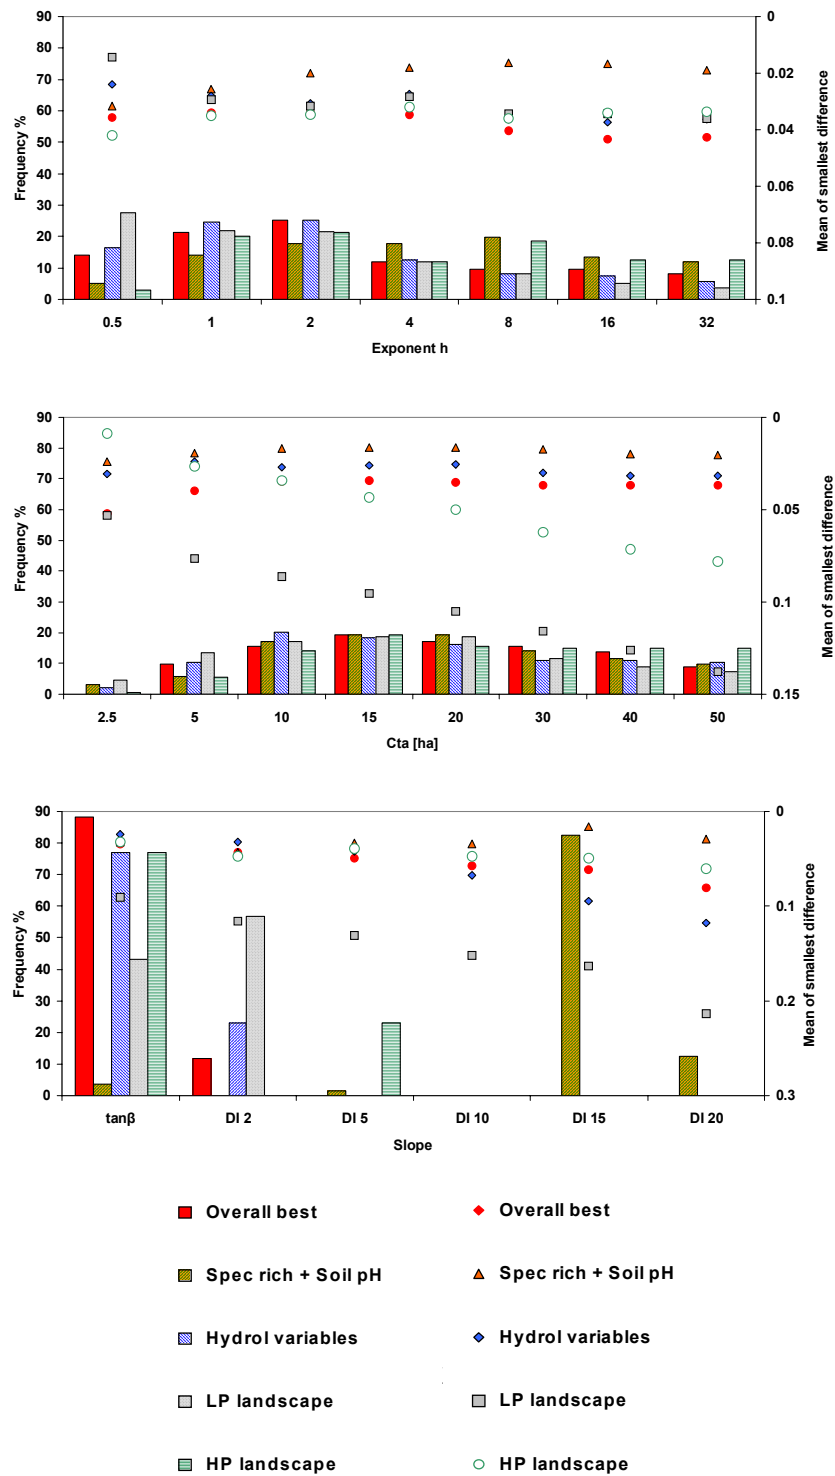 90 0
80
70 0.02
60
0.04
50
40
0.06
30
20 0.08
10
0 0.1
0.5 1 2 4 8 16 32
Exponent h
Frequency %
Mean of smallest difference
90 0
80
70
60 0.05
50
40
30 0.1
20
10
0 0.15
2.5 5 10 15 20 30 40 50
Cta [ha]
Frequency %
Mean of smallest difference
90 0
80
70
60 0.1
50
40
30 0.2
20
10
0 0.3
tanβ DI 2 DI 5 DI 10 DI 15 DI 20
Slope
Frequency %
Mean of smallest difference
Overall best Overall best
Spec rich + Soil pH Spec rich + Soil pH
Hydrol variables Hydrol variables
LP landscape LP landscape
HP landscape HP landscape